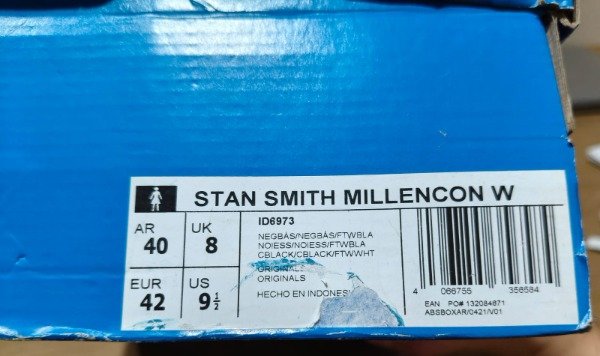 STAN SMITH MILLENCON W
AR 40
UK 8
EUR 42
US 9½
ID6973
NEGBÁS/NEGBÁS/FTWBLA
NOIESS/NOIESS/FTWBLA
CBLACK/CBLACK/FTWWHT
ORIGINALS
ORIGINALS
HECHO EN INDONES
4 066755 356584
EAN PO# 132084871
ABSBOXAR/0421/V01